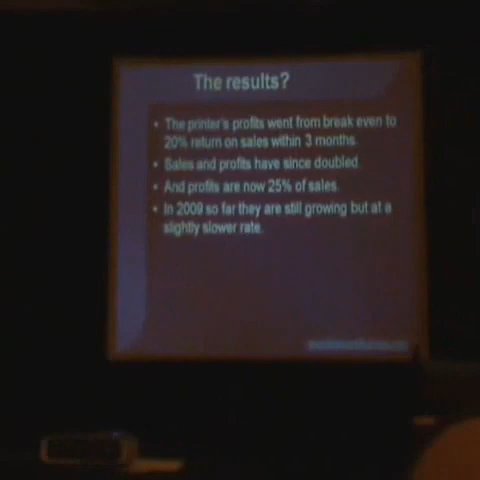 The results?
• The printer's profits went from break even to
20% return on sales within 3 months.
• Sales and profits have since doubled.
• And profits are now 25% of sales.
• In 2009 so far they are still growing but at a
slightly slower rate.